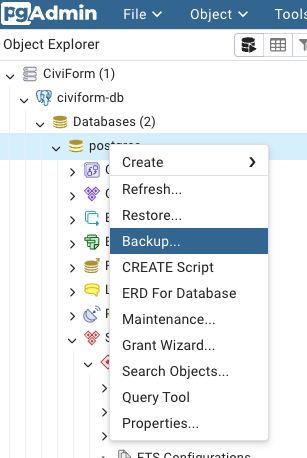 pgAdmin File Object Tools
Object Explorer
CiviForm (1)
civiform-db
Databases (2)
postgres
Create
Refresh...
Restore...
Backup...
CREATE Script
ERD For Database
Maintenance...
Grant Wizard...
Search Objects...
Query Tool
Properties...
FTS Configurations